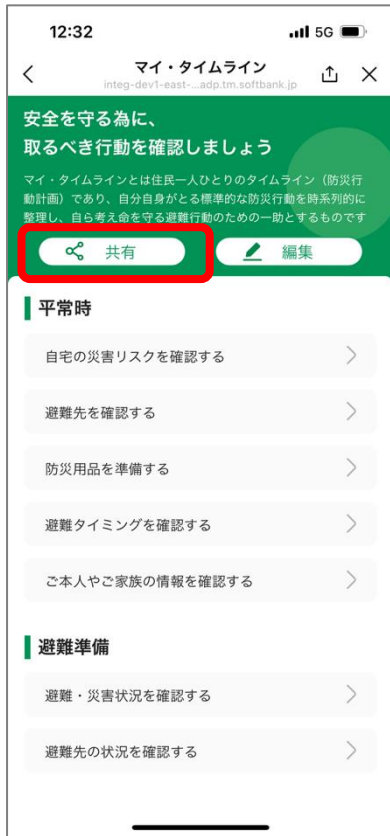 12:32
5G
マイ・タイムライン
integ-dev1-east-...adp.tm.softbank.jp
安全を守る為に、
取るべき行動を確認しましょう
マイ・タイムラインとは住民一人ひとりのタイムライン（防災行
動計画）であり、自分自身がとる標準的な防災行動を時系列的に
整理し、自ら考え命を守る避難行動のための一助とするものです
共有
編集
平常時
自宅の災害リスクを確認する
避難先を確認する
防災用品を準備する
避難タイミングを確認する
ご本人やご家族の情報を確認する
避難準備
避難・災害状況を確認する
避難先の状況を確認する